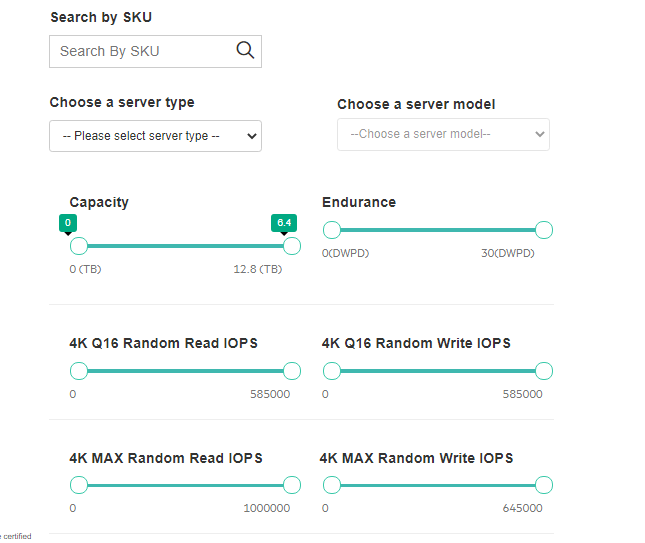 Search by SKU
Search By SKU
Choose a server type
Choose a server model
-- Please select server type --
--Choose a server model--
Capacity
Endurance
0
6.4
0 (TB)
12.8 (TB)
0(DWPD)
30(DWPD)
4K Q16 Random Read IOPS
4K Q16 Random Write IOPS
0
585000
0
585000
4K MAX Random Read IOPS
4K MAX Random Write IOPS
0
1000000
0
645000
certified